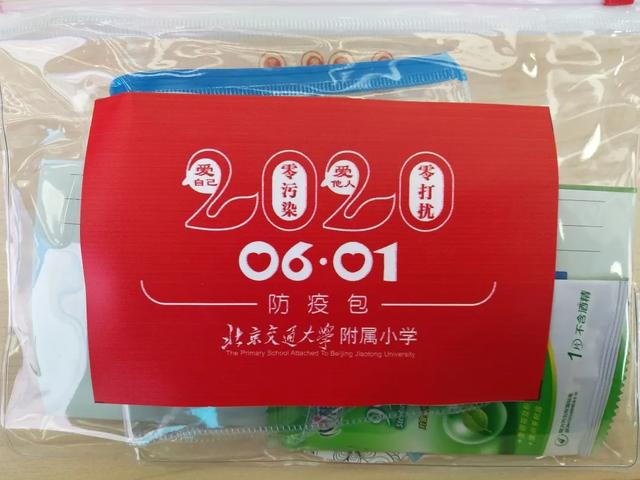 2020
爱自己
零污染
爱他人
零打扰
06·01
防疫包
北京交通大学附属小学
The Primary School Attached To Beijing Jiaotong University
1片 不含酒精